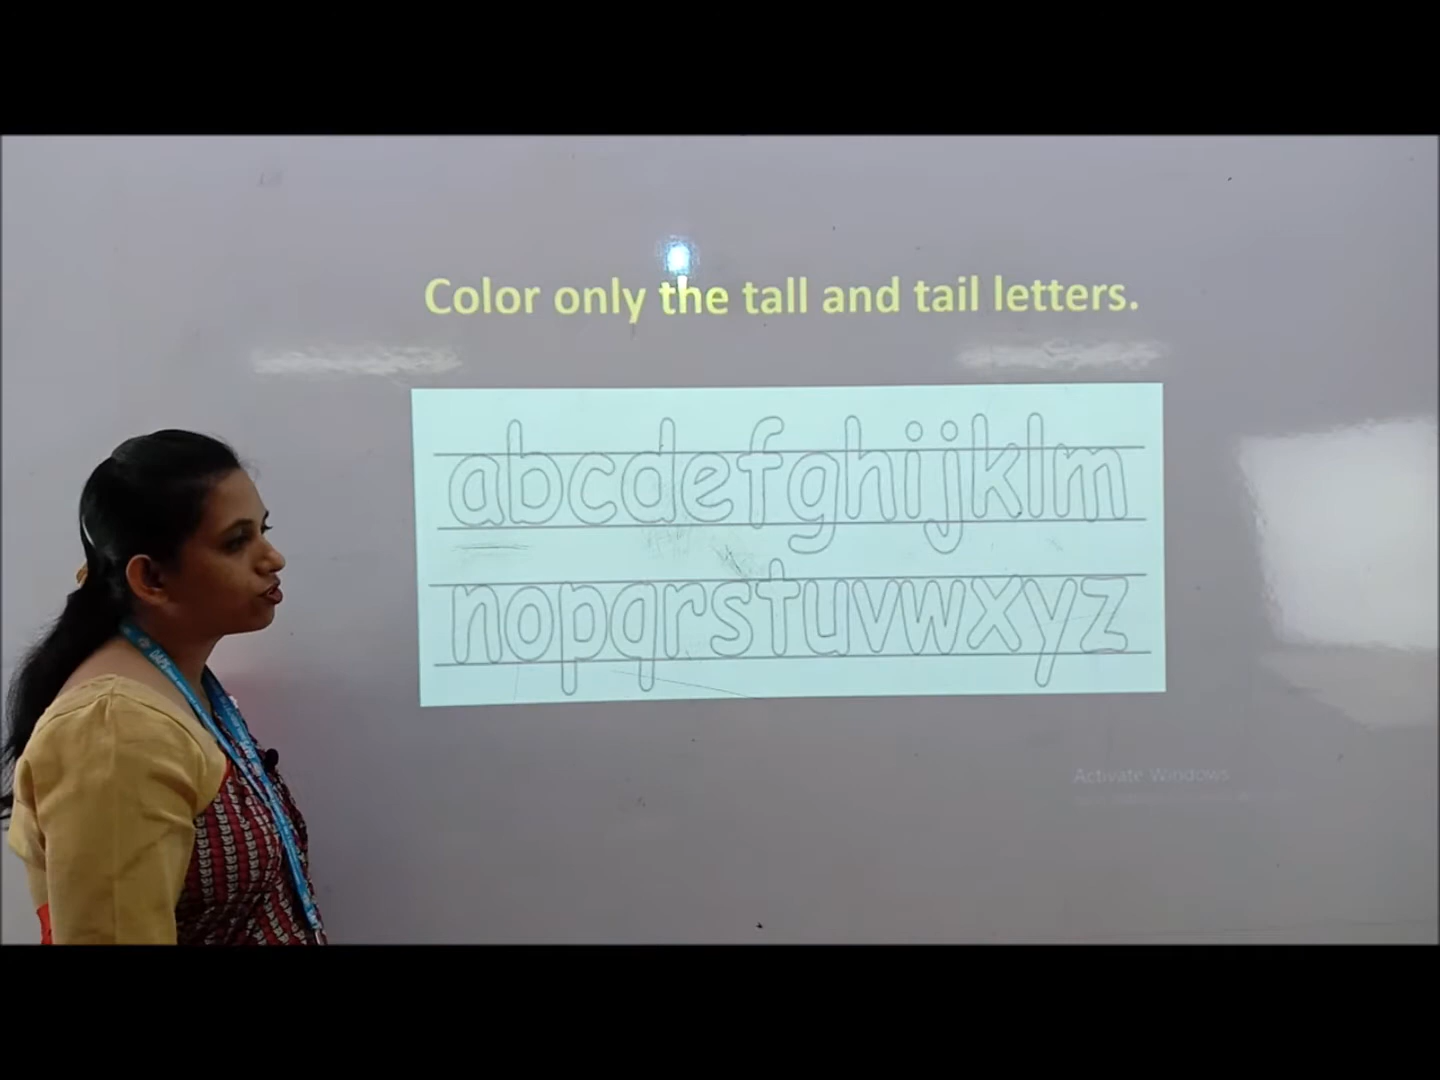 Color only the tall and tail letters.
abcdefghijklm
nopqrstuvwxyz
Activate Windows